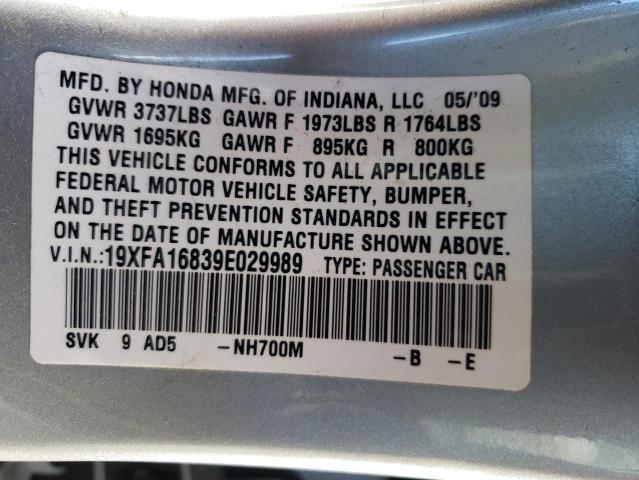 MFD. BY HONDA MFG. OF INDIANA, LLC 05/'09
GVWR 3737LBS GAWR F 1973LBS R 1764LBS
GVWR 1695KG GAWR F 895KG R 800KG
THIS VEHICLE CONFORMS TO ALL APPLICABLE
FEDERAL MOTOR VEHICLE SAFETY, BUMPER,
AND THEFT PREVENTION STANDARDS IN EFFECT
ON THE DATE OF MANUFACTURE SHOWN ABOVE.
V.I.N.:19XFA16839E029989 TYPE: PASSENGER CAR
SVK 9 AD5 -NH700M -B -E